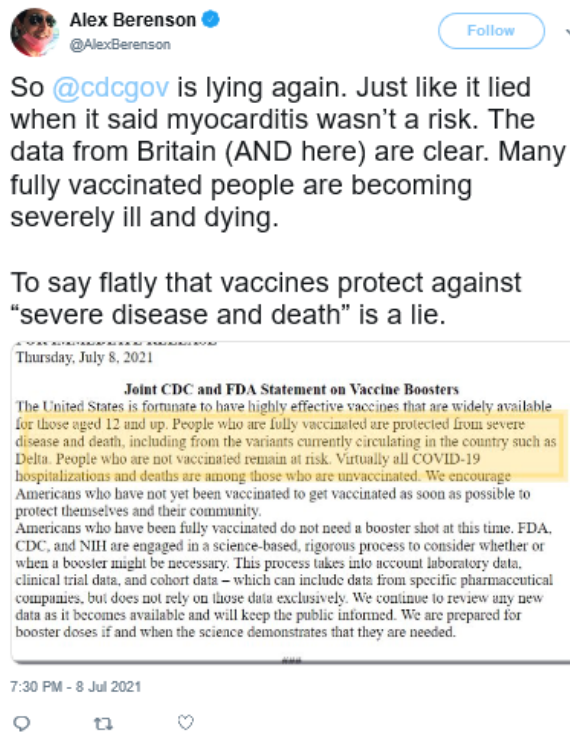 Alex Berenson
@AlexBerenson
Follow
So @cdcgov is lying again. Just like it lied
when it said myocarditis wasn’t a risk. The
data from Britain (AND here) are clear. Many
fully vaccinated people are becoming
severely ill and dying.
To say flatly that vaccines protect against
“severe disease and death” is a lie.
FOR IMMEDIATE RELEASE
Thursday, July 8, 2021
Joint CDC and FDA Statement on Vaccine Boosters
The United States is fortunate to have highly effective vaccines that are widely available
for those aged 12 and up. People who are fully vaccinated are protected from severe
disease and death, including from the variants currently circulating in the country such as
Delta. People who are not vaccinated remain at risk. Virtually all COVID-19
hospitalizations and deaths are among those who are unvaccinated. We encourage
Americans who have not yet been vaccinated to get vaccinated as soon as possible to
protect themselves and their community.
Americans who have been fully vaccinated do not need a booster shot at this time. FDA,
CDC, and NIH are engaged in a science-based, rigorous process to consider whether or
when a booster might be necessary. This process takes into account laboratory data,
clinical trial data, and cohort data – which can include data from specific pharmaceutical
companies, but does not rely on those data exclusively. We continue to review any new
data as it becomes available and will keep the public informed. We are prepared for
booster doses if and when the science demonstrates that they are needed.
###
7:30 PM - 8 Jul 2021